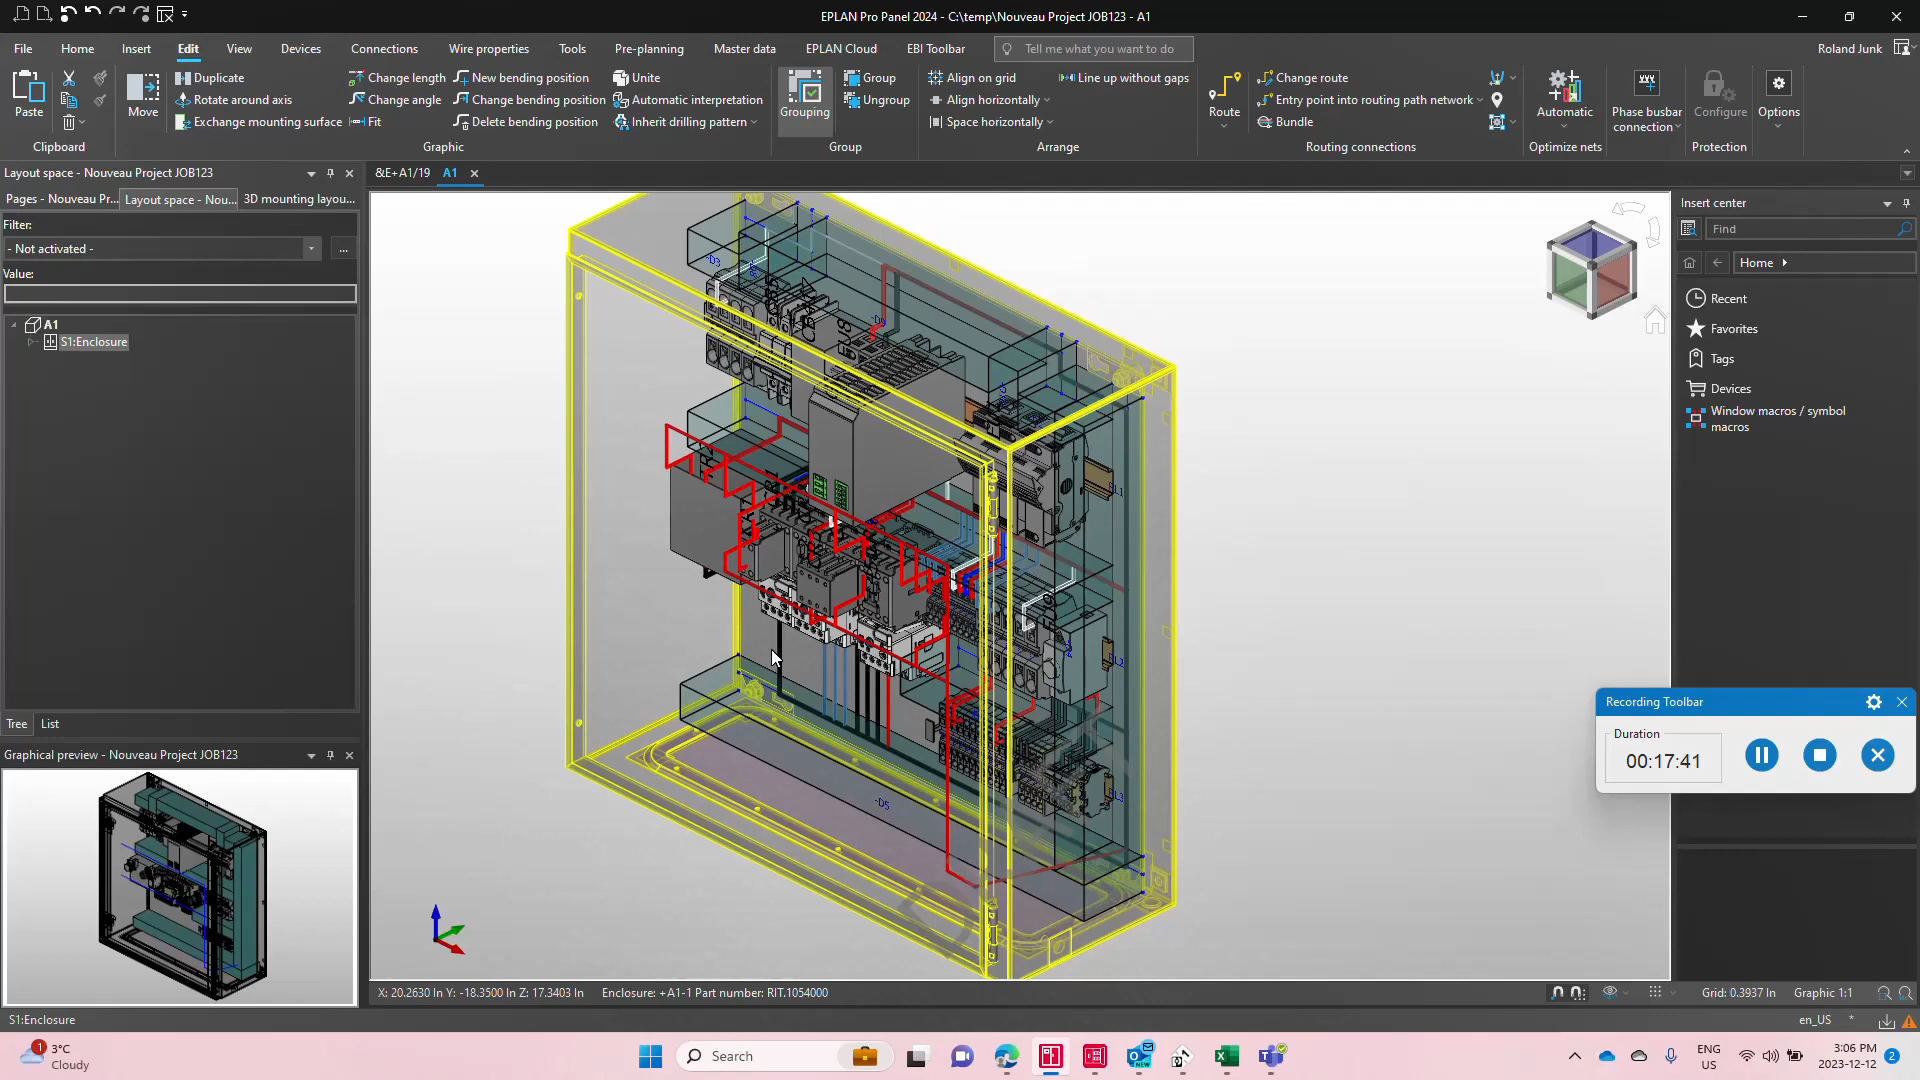 EPLAN Pro Panel 2024 - C:\temp\Nouveau Project JOB123 - A1
File Home Insert Edit View Devices Connections Wire properties Tools Pre-planning Master data EPLAN Cloud EBI Toolbar Tell me what you want to do Roland Junk
Duplicate Change length New bending position Unite Group Align on grid Line up without gaps Change route
Rotate around axis Change angle Change bending position Automatic interpretation Ungroup Align horizontally Entry point into routing path network
Paste Move Grouping Route Automatic Phase busbar connection Configure Options
Exchange mounting surface Fit Delete bending position Inherit drilling pattern Space horizontally Bundle
Clipboard Graphic Group Arrange Routing connections Optimize nets Protection
Layout space - Nouveau Project JOB123
&E+A1/19 A1
Pages - Nouveau Pr... Layout space - Nou... 3D mounting layou...
Filter:
- Not activated -
...
Value:
A1
S1:Enclosure
Tree List
Graphical preview - Nouveau Project JOB123
-D3
-D5
Insert center
Find
Home
Recent
Favorites
Tags
Devices
Window macros / symbol
macros
Recording Toolbar
Duration
00:17:41
X: 20.2630 In Y: -18.3500 In Z: 17.3403 In Enclosure: +A1-1 Part number: RIT.1054000
Grid: 0.3937 In Graphic 1:1
S1:Enclosure
en_US *
1
3°C
Cloudy
Search
NEW
ENG
US
3:06 PM
2023-12-12
2